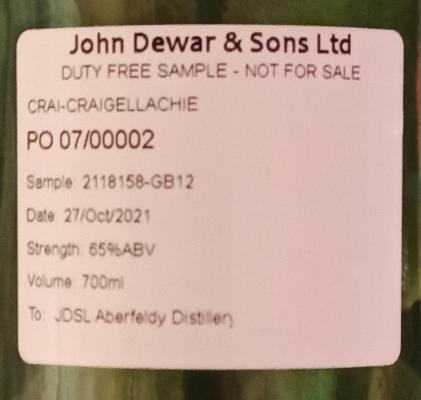 John Dewar & Sons Ltd
DUTY FREE SAMPLE - NOT FOR SALE
CRAI-CRAIGELLACHIE
PO 07/00002
Sample: 2118158-GB12
Date: 27/Oct/2021
Strength: 65%ABV
Volume: 700ml
To: JDSL Aberfeldy Distillery